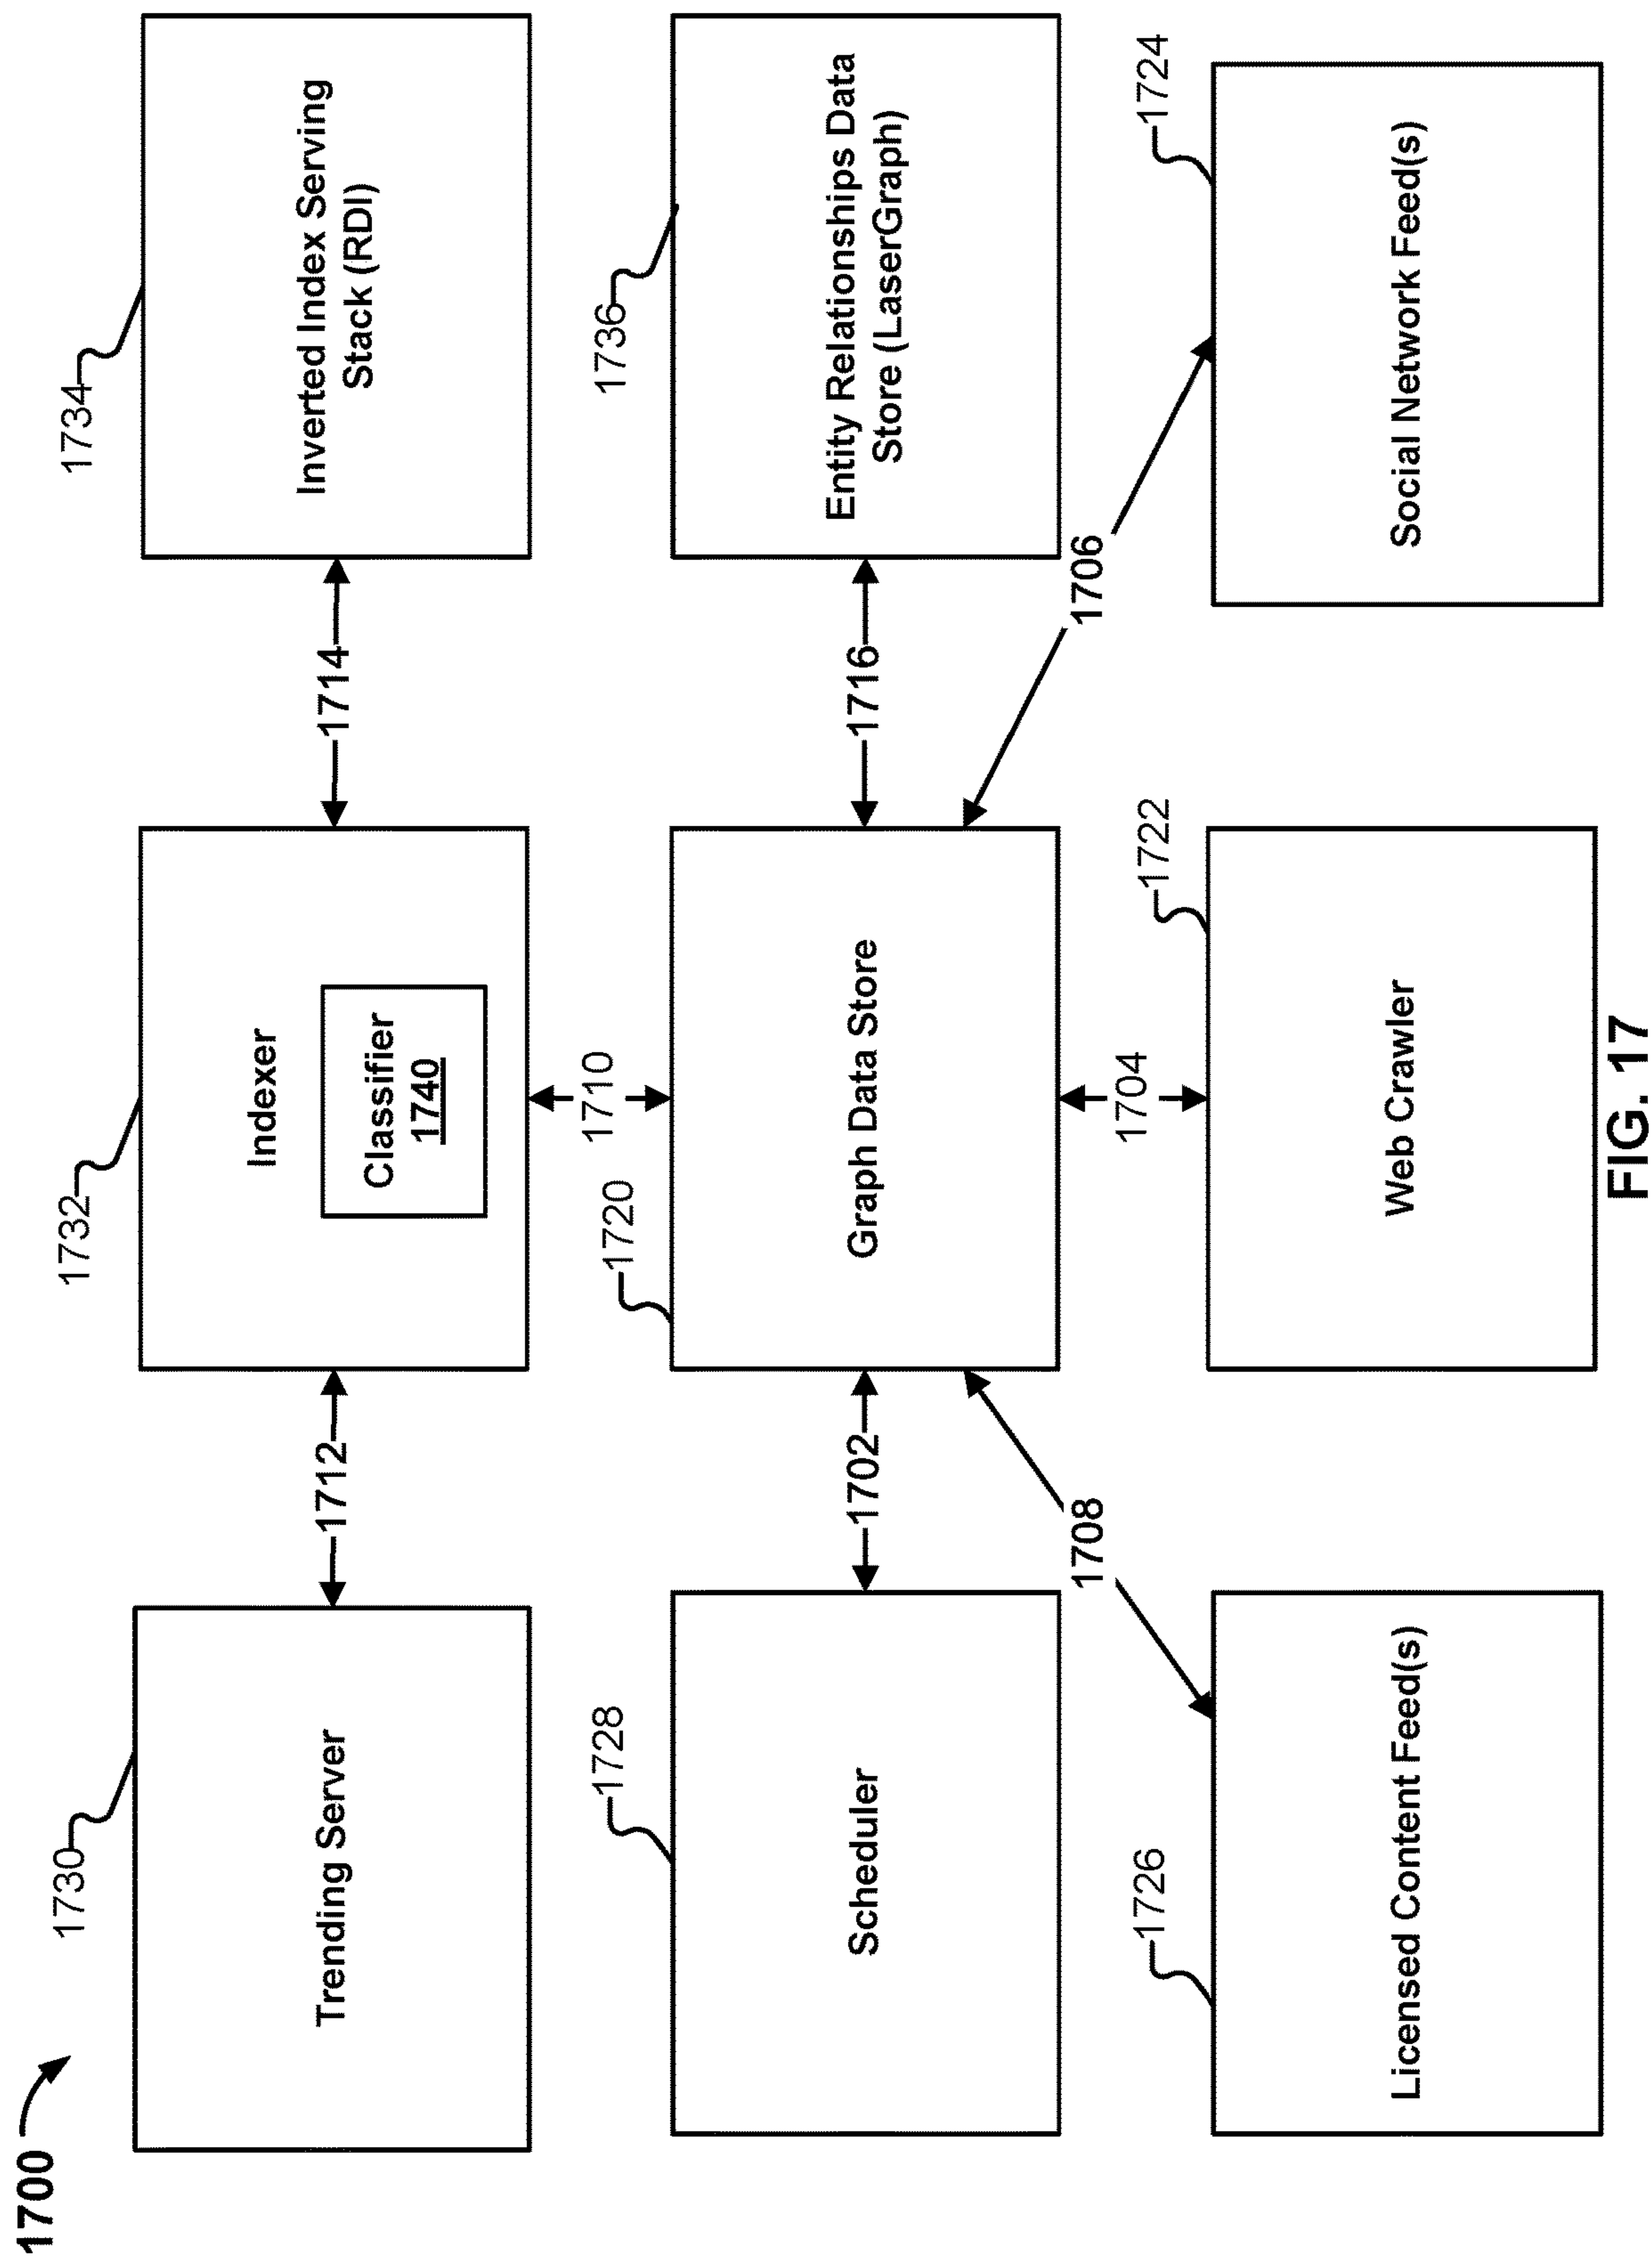 1700
1730
Trending Server
1712
1732
Indexer
Classifier
1740
1714
1734
Inverted Index Serving
Stack (RDI)
1710
1728
Scheduler
1702
1720
Graph Data Store
1716
1736
Entity Relationships Data
Store (LaserGraph)
1708
1704
1706
1726
Licensed Content Feed(s)
1722
Web Crawler
1724
Social Network Feed(s)
FIG. 17